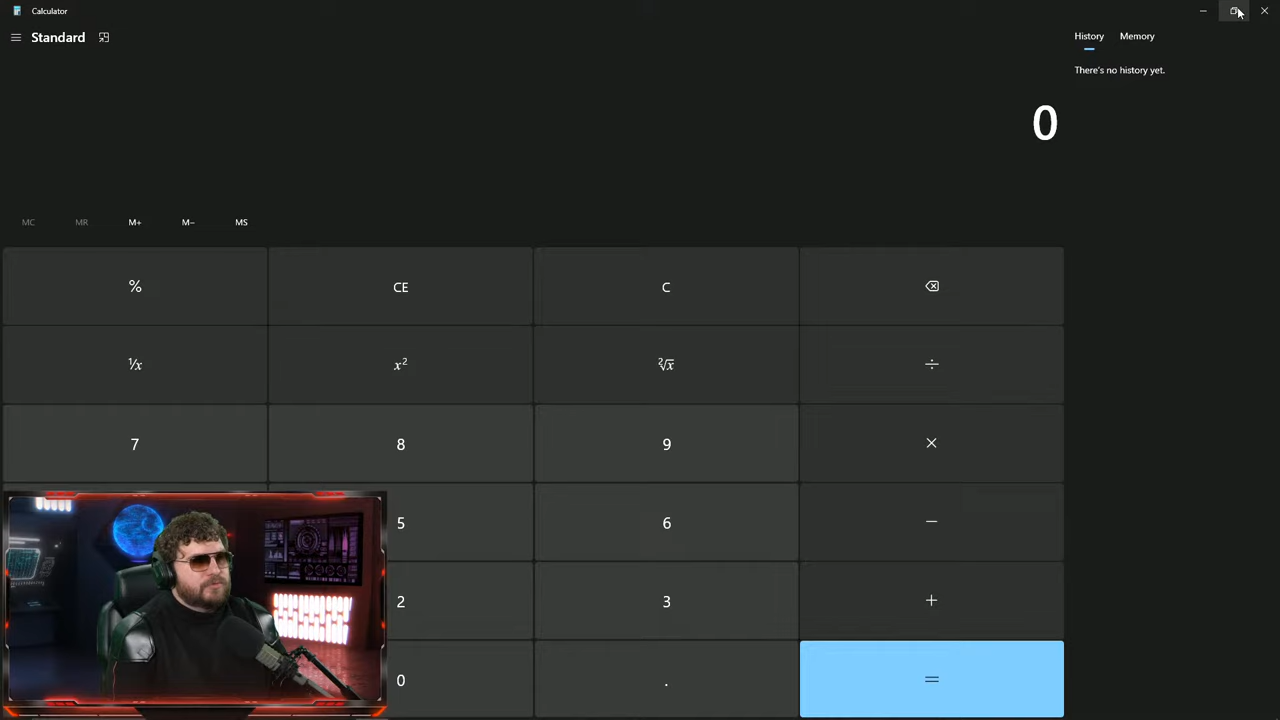 Calculator
Standard
History Memory
There's no history yet.
0
MC MR M+ M− MS
% CE C
⅟x x² ²√x ÷
7 8 9 ×
5 6 −
2 3 +
0 . =